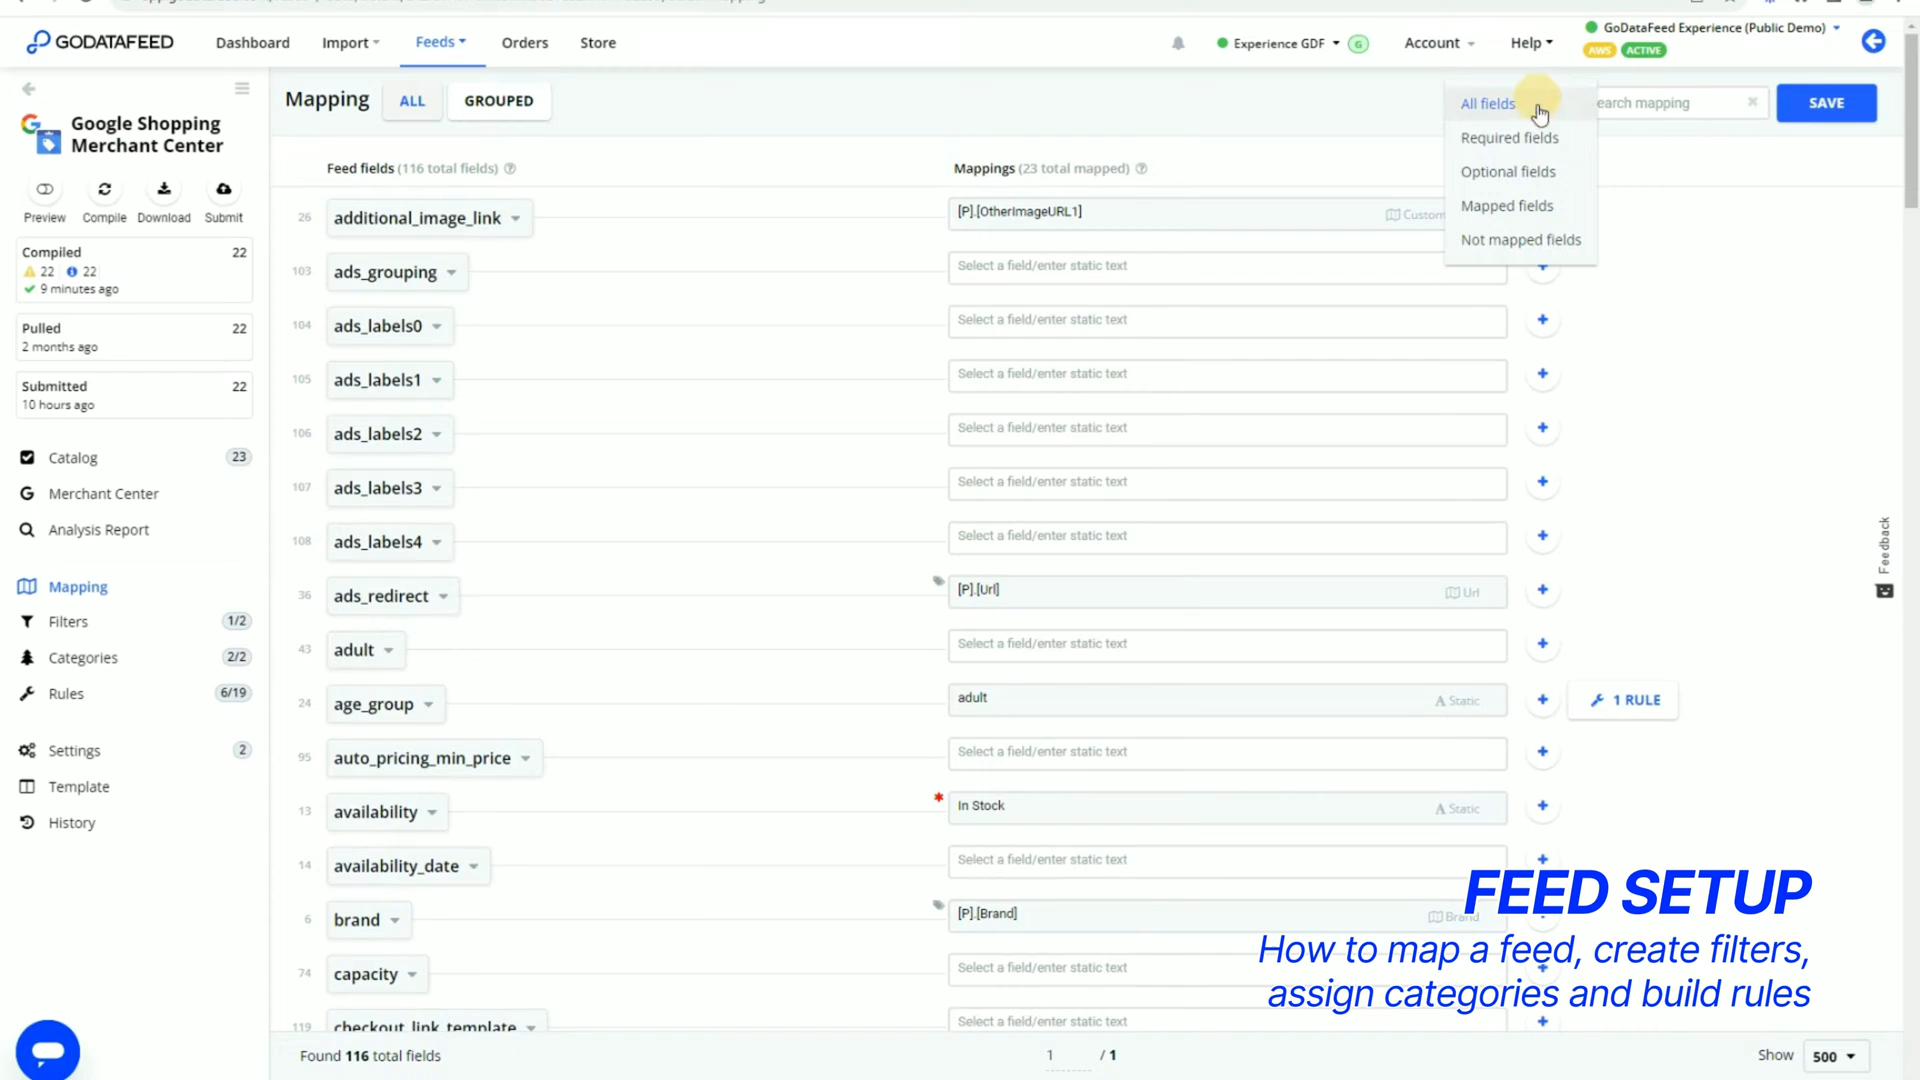 GODATAFEED
Dashboard
Import
Feeds
Orders
Store
Experience GDF
G
Account
Help
GoDataFeed Experience (Public Demo)
AWS
ACTIVE
Google Shopping
Merchant Center
Preview
Compile
Download
Submit
Compiled 22
22 22
9 minutes ago
Pulled 22
2 months ago
Submitted 22
10 hours ago
Catalog 23
Merchant Center
Analysis Report
Mapping
Filters 1/2
Categories 2/2
Rules 6/19
Settings 2
Template
History
Mapping
ALL
GROUPED
All fields
Required fields
Optional fields
Mapped fields
Not mapped fields
earch mapping
SAVE
Feed fields (116 total fields)
Mappings (23 total mapped)
26 additional_image_link [P].[OtherImageURL1] Custom
103 ads_grouping Select a field/enter static text
104 ads_labels0 Select a field/enter static text
105 ads_labels1 Select a field/enter static text
106 ads_labels2 Select a field/enter static text
107 ads_labels3 Select a field/enter static text
108 ads_labels4 Select a field/enter static text
36 ads_redirect [P].[Url] Url
43 adult Select a field/enter static text
24 age_group adult A Static 1 RULE
95 auto_pricing_min_price Select a field/enter static text
13 availability * In Stock A Static
14 availability_date Select a field/enter static text
6 brand [P].[Brand] Brand
74 capacity Select a field/enter static text
119 checkout_link_template Select a field/enter static text
Feedback
FEED SETUP
How to map a feed, create filters,
assign categories and build rules
Found 116 total fields
1 / 1
Show 500